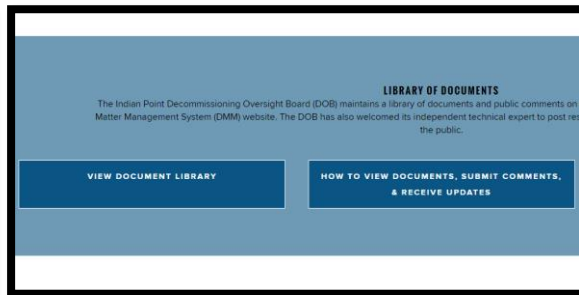 LIBRARY OF DOCUMENTS
The Indian Point Decommissioning Oversight Board (DOB) maintains a library of documents and public comments on
Matter Management System (DMM) website. The DOB has also welcomed its independent technical expert to post
the public.
VIEW DOCUMENT LIBRARY
HOW TO VIEW DOCUMENTS, SUBMIT COMMENTS,
& RECEIVE UPDATES